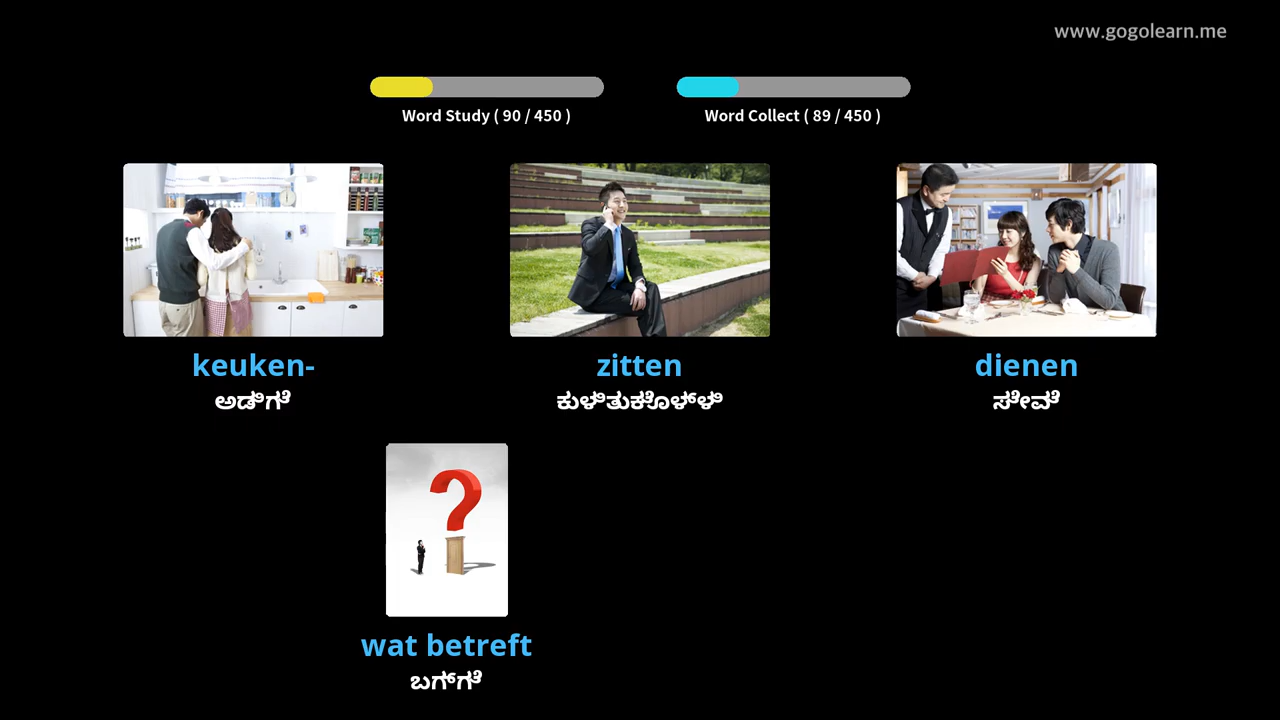 www.gogolearn.me
Word Study ( 90 / 450 )
Word Collect ( 89 / 450 )
keuken-
ಅಡಿಗೆ
zitten
ಕುಳಿತುಕೊಳ್ಳಿ
dienen
ಸೇವೆ
wat betreft
ಬಗ್ಗೆ